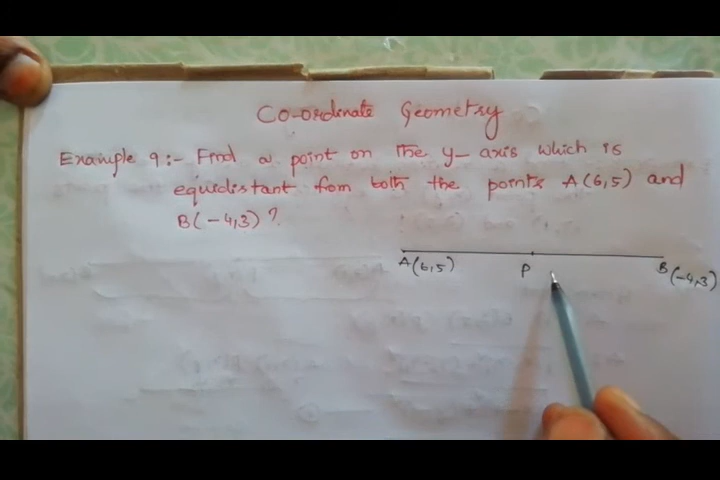 Co-ordinate Geometry
Example 9:- Find a point on the y-axis which is
equidistant from both the points A(6,5) and
B(-4,3)?
A(6,5) P B(-4,3)